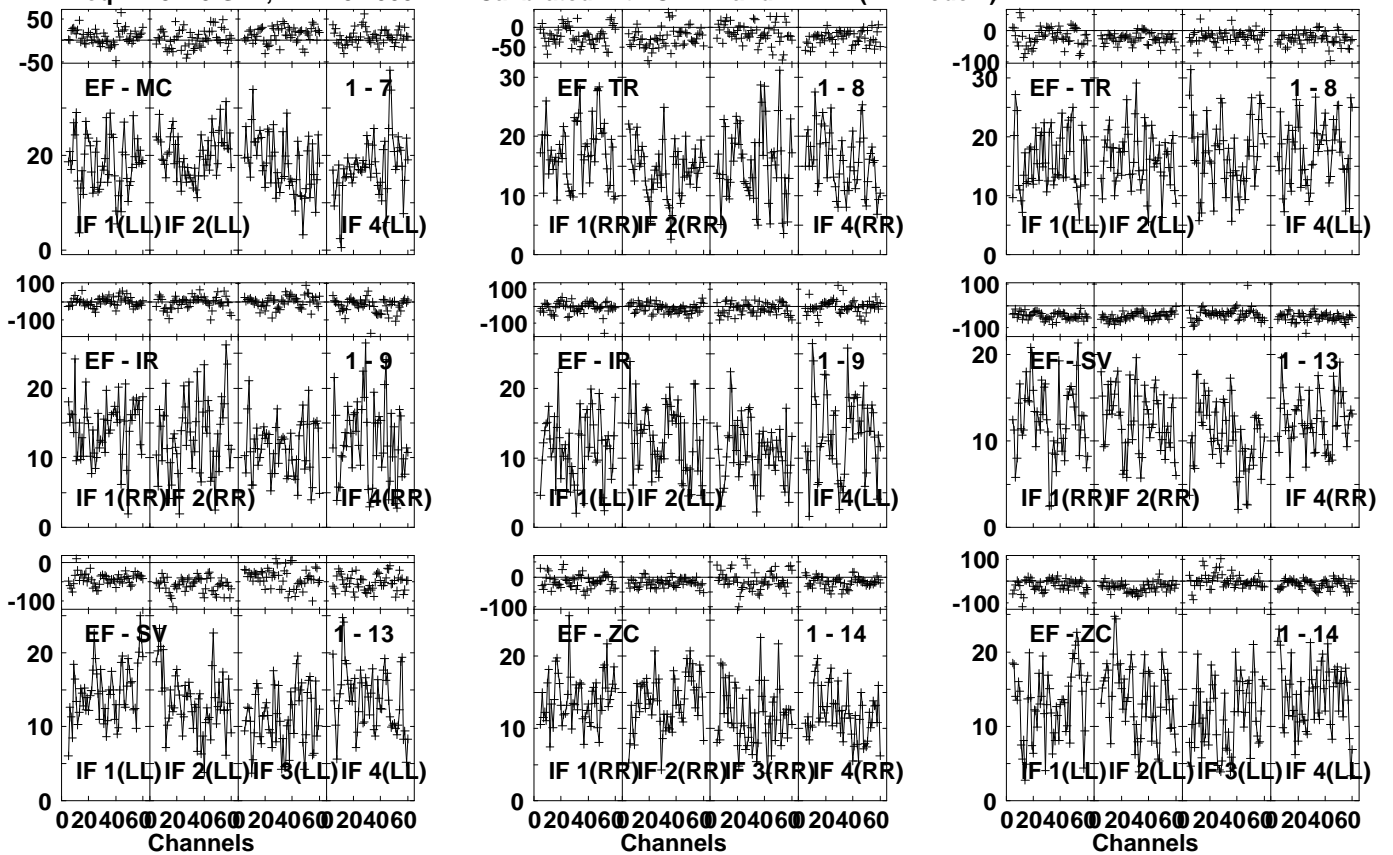 50
0
-50
EF - MC
1 - 7
20
0
IF 1(LL)
IF 2(LL)
IF 4(LL)
0
-50
30
20
10
0
EF - TR
1 - 8
IF 1(RR)
IF 2(RR)
IF 4(RR)
0
-100
30
20
10
0
EF - TR
1 - 8
IF 1(LL)
IF 2(LL)
IF 4(LL)
100
-100
20
10
0
EF - IR
1 - 9
IF 1(RR)
IF 2(RR)
IF 4(RR)
100
-100
20
10
0
EF - IR
1 - 9
IF 1(LL)
IF 2(LL)
IF 4(LL)
100
-100
20
10
0
EF - SV
1 - 13
IF 1(RR)
IF 2(RR)
IF 4(RR)
0
-100
20
10
0
EF - SV
1 - 13
IF 1(LL)
IF 2(LL)
IF 3(LL)
IF 4(LL)
0 20 40 60 0 20 40 60 0 20 40 60 0 20 40 60
Channels
0
-100
20
10
0
EF - ZC
1 - 14
IF 1(RR)
IF 2(RR)
IF 3(RR)
IF 4(RR)
0 20 40 60 0 20 40 60 0 20 40 60 0 20 40 60
Channels
100
-100
20
10
0
EF - ZC
1 - 14
IF 1(LL)
IF 2(LL)
IF 3(LL)
IF 4(LL)
0 20 40 60 0 20 40 60 0 20 40 60 0 20 40 60
Channels